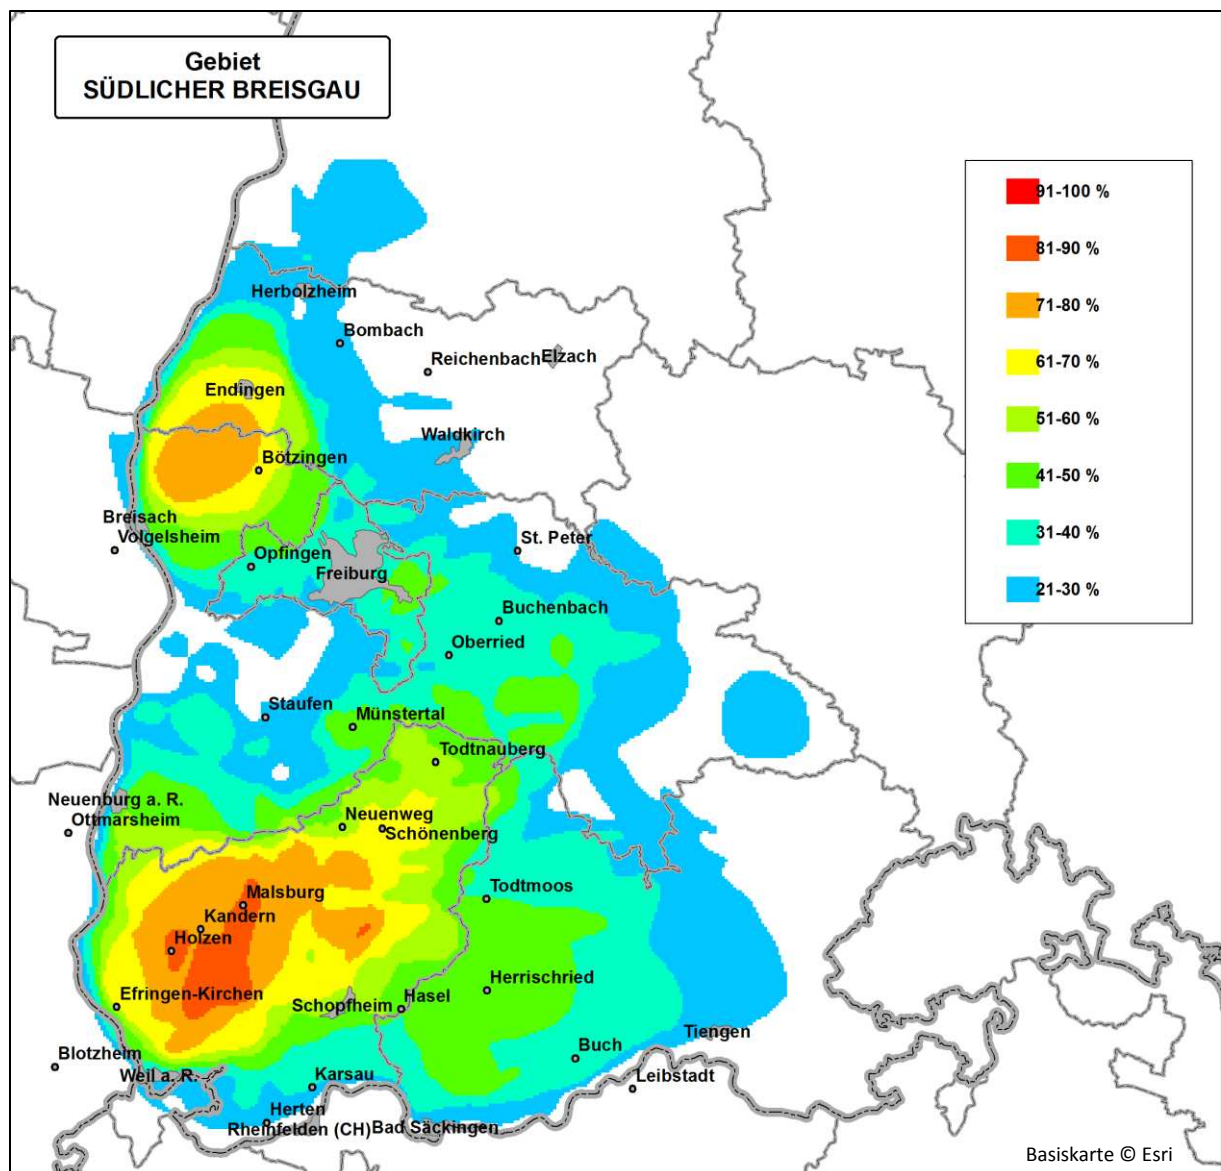 Gebiet
SÜDLICHER BREISGAU
91-100 %
81-90 %
71-80 %
61-70 %
51-60 %
41-50 %
31-40 %
21-30 %
Herbolzheim
Bombach
Reichenbach
Elzach
Endingen
Waldkirch
Bötzingen
Breisach
Volgelsheim
St. Peter
Opfingen
Freiburg
Buchenbach
Oberried
Staufen
Münstertal
Todtnauberg
Neuenburg a. R.
Ottmarsheim
Neuenweg
Schönenberg
Malsburg
Todtmoos
Kandern
Holzen
Efringen-Kirchen
Schopfheim
Hasel
Herrischried
Tiengen
Blotzheim
Weil a. R.
Karsau
Buch
Leibstadt
Herten
Rheinfelden (CH)
Bad Säckingen
Basiskarte © Esri